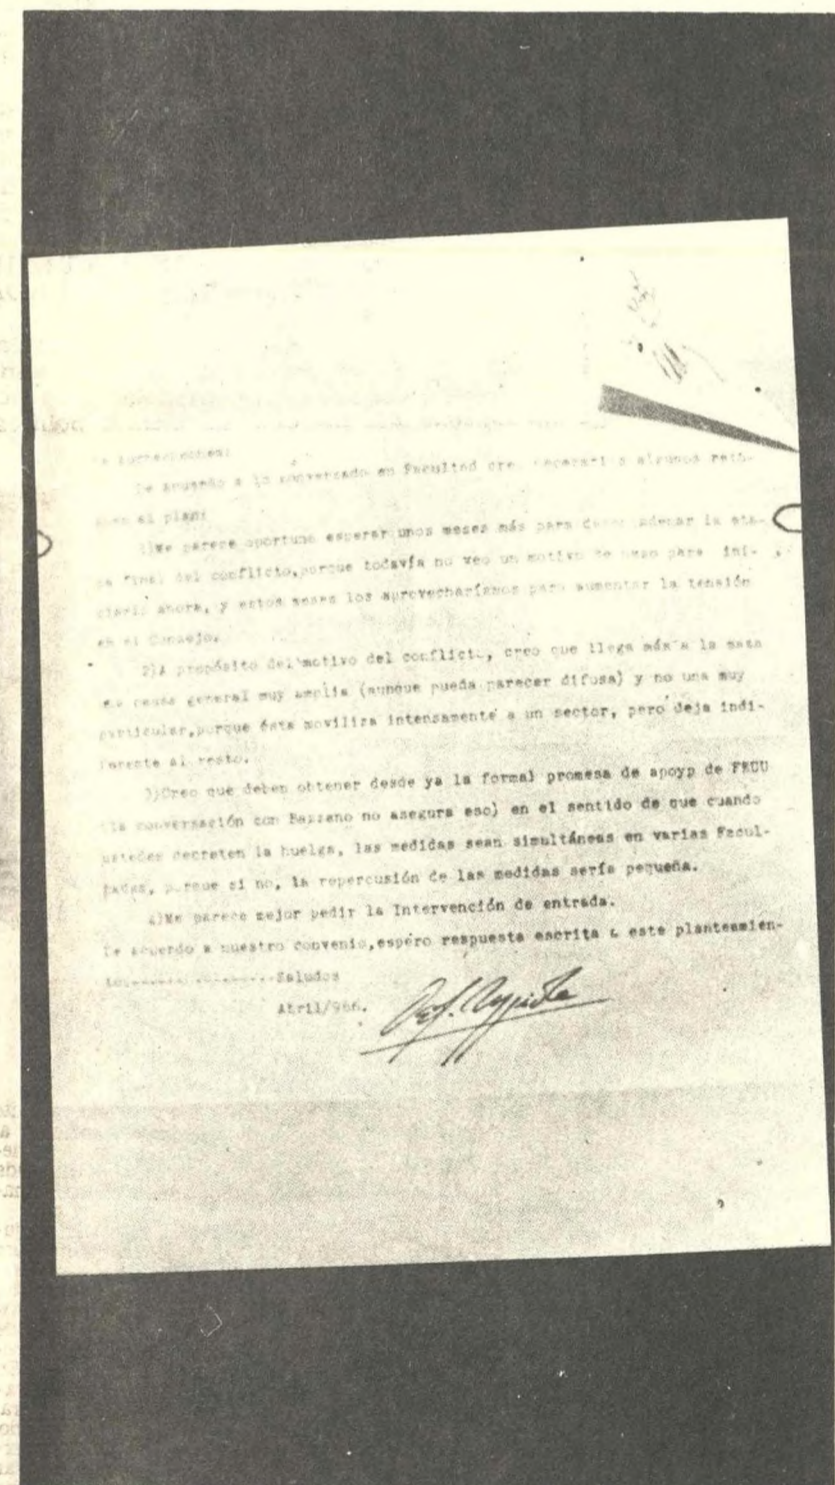 De acuerdo a lo conversado en Facultad creo necesarios algunos
al plan:
1)Me parece oportuno esperar unos meses más para la eta-
pa final del conflicto,porque todavía no veo un motivo de peso para ini-
ciarlo ahora, y estos meses los aprovecharíamos para aumentar la tensión
en el Consejo.
2)A propósito del motivo del conflicto, creo que llega más a la masa
una causa general muy amplia (aunque pueda parecer difusa) y no una muy
particular,porque ésta moviliza intensamente a un sector, pero deja indi-
ferente al resto.
3)Creo que deben obtener desde ya la formal promesa de apoyp de FEUU
(la conversación con Bazzano no asegura eso) en el sentido de que cuando
ustedes decreten la huelga, las medidas sean simultáneas en varias Facul-
tades, porque si no, la repercusión de las medidas sería pequeña.
4)Me parece mejor pedir la Intervención de entrada.
De acuerdo a nuestro convenio,espero respuesta escrita a este planteamien-
to.
Saludos
Abril/966.